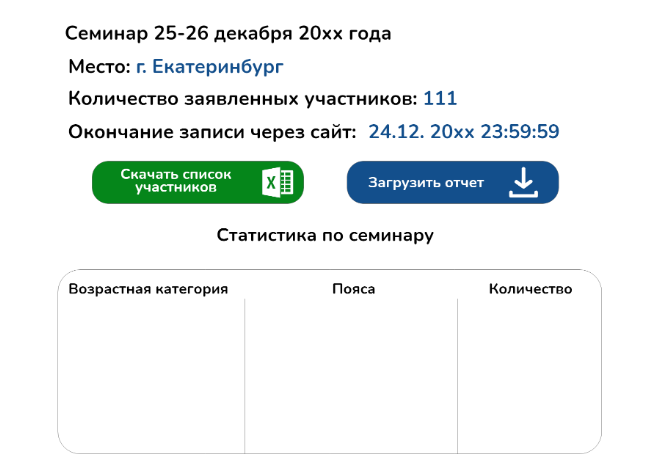 Семинар 25-26 декабря 20xx года
Место: г. Екатеринбург
Количество заявленных участников: 111
Окончание записи через сайт: 24.12. 20xx 23:59:59
Скачать список
участников
X
Загрузить отчет
Статистика по семинару
Возрастная категория Пояса Количество